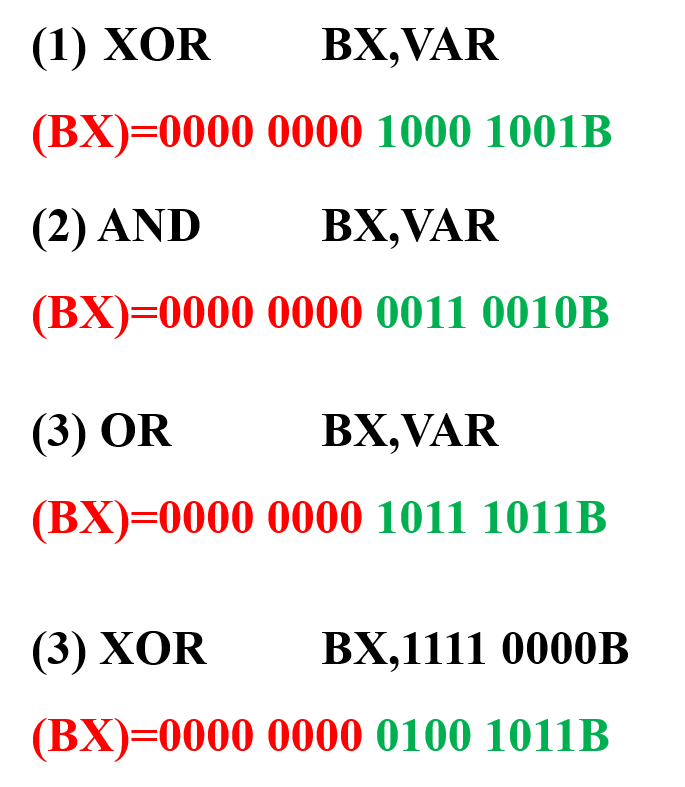 (1) XOR BX,VAR
(BX)=0000 0000 1000 1001B
(2) AND BX,VAR
(BX)=0000 0000 0011 0010B
(3) OR BX,VAR
(BX)=0000 0000 1011 1011B
(3) XOR BX,1111 0000B
(BX)=0000 0000 0100 1011B